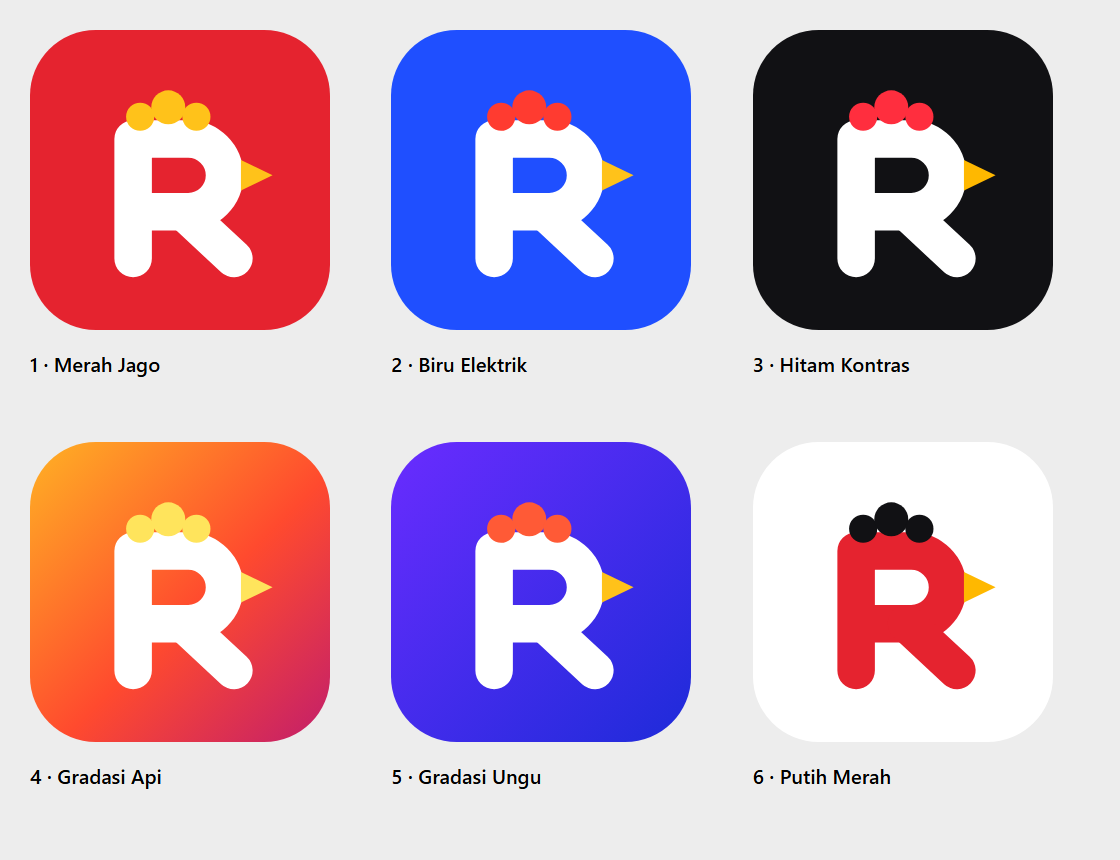 R R R
1 · Merah Jago
2 · Biru Elektrik
3 · Hitam Kontras
R R R
4 · Gradasi Api
5 · Gradasi Ungu
6 · Putih Merah